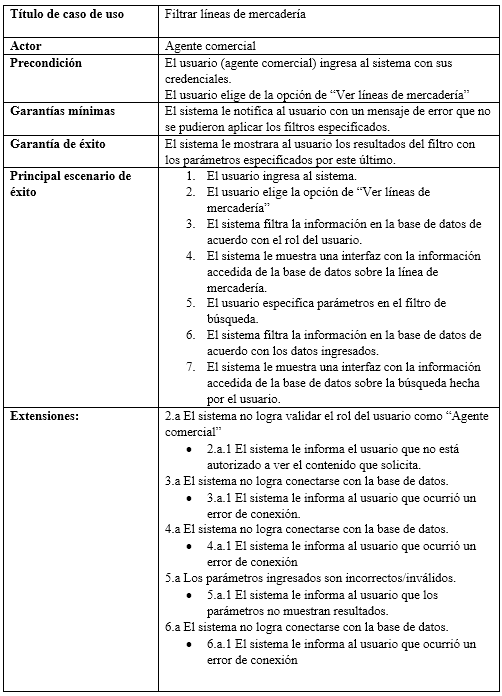 Título de caso de uso Filtrar líneas de mercadería
Actor Agente comercial
Precondición El usuario (agente comercial) ingresa al sistema con sus
credenciales.
El usuario elige de la opción de “Ver líneas de mercadería”
Garantías mínimas El sistema le notifica al usuario con un mensaje de error que no
se pudieron aplicar los filtros especificados.
Garantía de éxito El sistema le mostrara al usuario los resultados del filtro con
los parámetros especificados por este último.
Principal escenario de
éxito
1. El usuario ingresa al sistema.
2. El usuario elige la opción de “Ver líneas de
mercadería”
3. El sistema filtra la información en la base de datos de
acuerdo con el rol del usuario.
4. El sistema le muestra una interfaz con la información
accedida de la base de datos sobre la línea de
mercadería.
5. El usuario especifica parámetros en el filtro de
búsqueda.
6. El sistema filtra la información en la base de datos de
acuerdo con los datos ingresados.
7. El sistema le muestra una interfaz con la información
accedida de la base de datos sobre la búsqueda hecha
por el usuario.
Extensiones: 2.a El sistema no logra validar el rol del usuario como “Agente
comercial”
• 2.a.1 El sistema le informa el usuario que no está
autorizado a ver el contenido que solicita.
3.a El sistema no logra conectarse con la base de datos.
• 3.a.1 El sistema le informa al usuario que ocurrió un
error de conexión.
4.a El sistema no logra conectarse con la base de datos.
• 4.a.1 El sistema le informa al usuario que ocurrió un
error de conexión
5.a Los parámetros ingresados son incorrectos/inválidos.
• 5.a.1 El sistema le informa al usuario que los
parámetros no muestran resultados.
6.a El sistema no logra conectarse con la base de datos.
• 6.a.1 El sistema le informa al usuario que ocurrió un
error de conexión